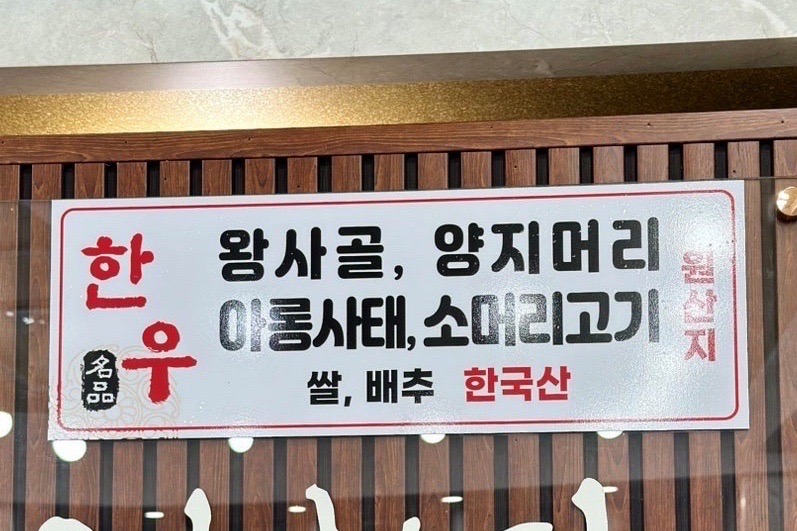 한우
名品
왕사골, 양지머리
아롱사태, 소머리고기
쌀, 배추 한국산
원산지